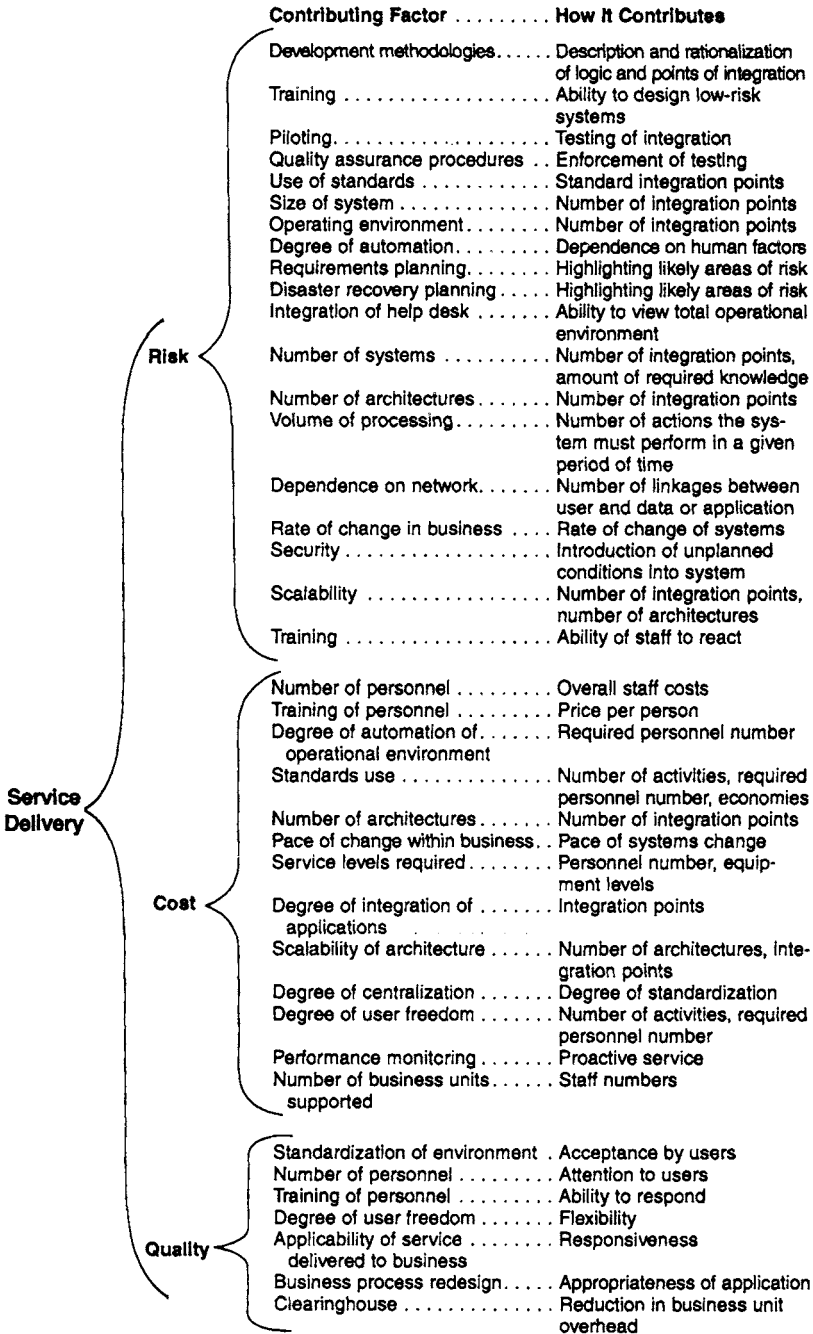 Contributing Factor ......... How It Contributes
Development methodologies...... Description and rationalization
of logic and points of integration
Training ................... Ability to design low-risk
systems
Piloting.................... Testing of integration
Quality assurance procedures .. Enforcement of testing
Use of standards ............ Standard integration points
Size of system .............. Number of integration points
Operating environment........ Number of integration points
Degree of automation......... Dependence on human factors
Requirements planning........ Highlighting likely areas of risk
Disaster recovery planning ..... Highlighting likely areas of risk
Integration of help desk ....... Ability to view total operational
environment
Risk
Number of systems .......... Number of integration points,
amount of required knowledge
Number of architectures....... Number of integration points
Volume of processing......... Number of actions the sys-
tem must perform in a given
period of time
Dependence on network....... Number of linkages between
user and data or application
Rate of change in business .... Rate of change of systems
Security ................. Introduction of unplanned
conditions into system
Scalability ................. Number of integration points,
number of architectures
Training ................... Ability of staff to react
Number of personnel ......... Overall staff costs
Training of personnel ......... Price per person
Degree of automation of....... Required personnel number
operational environment
Standards use .............. Number of activities, required
personnel number, economies
Service
Delivery
Number of architectures....... Number of integration points
Pace of change within business.. Pace of systems change
Service levels required........ Personnel number, equip-
ment levels
Cost
Degree of integration of ....... Integration points
applications
Scalability of architecture ...... Number of architectures, inte-
gration points
Degree of centralization ....... Degree of standardization
Degree of user freedom ....... Number of activities, required
personnel number
Performance monitoring ....... Proactive service
Number of business units...... Staff numbers
supported
Standardization of environment . Acceptance by users
Number of personnel ......... Attention to users
Training of personnel ......... Ability to respond
Degree of user freedom ....... Flexibility
Quality
Applicability of service ........ Responsiveness
delivered to business
Business process redesign..... Appropriateness of application
Clearinghouse .............. Reduction in business unit
overhead